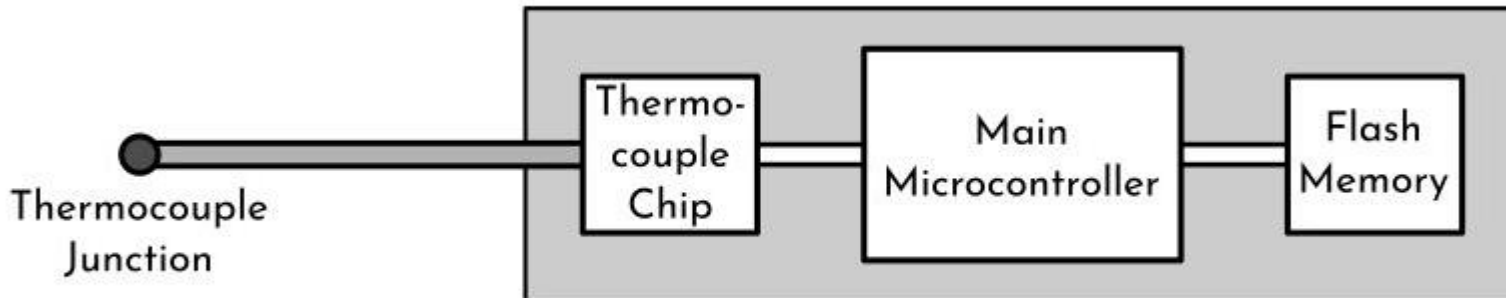 Thermocouple
Junction
Thermo-
couple
Chip
Main
Microcontroller
Flash
Memory